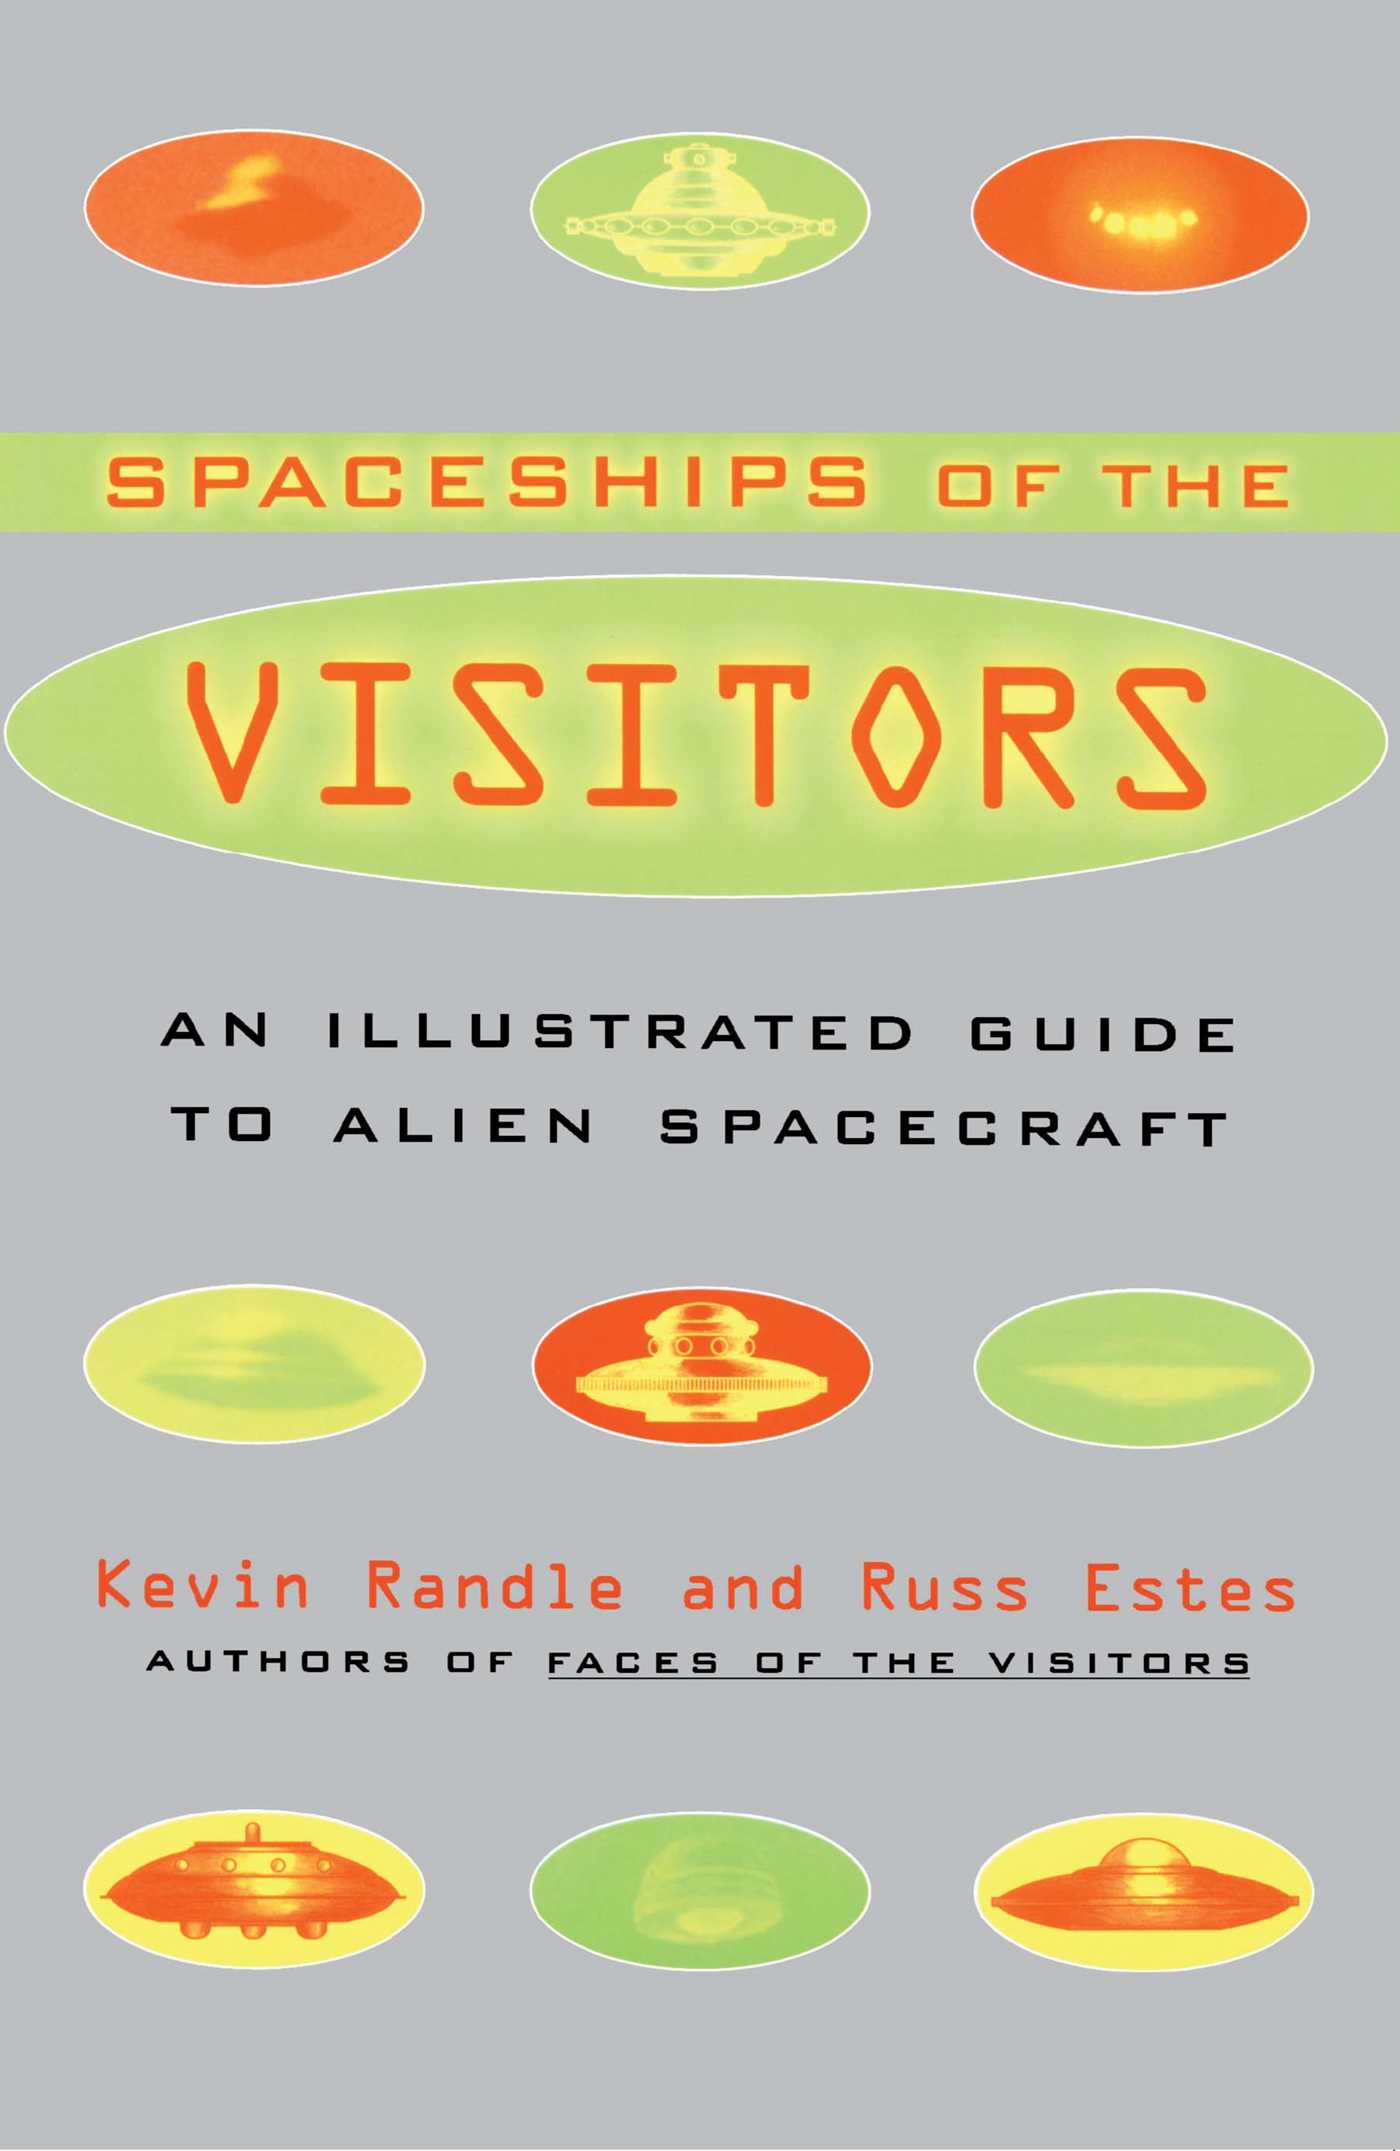 SPACESHIPS OF THE
VISITORS
AN ILLUSTRATED GUIDE
TO ALIEN SPACECRAFT
Kevin Randle and Russ Estes
AUTHORS OF FACES OF THE VISITORS